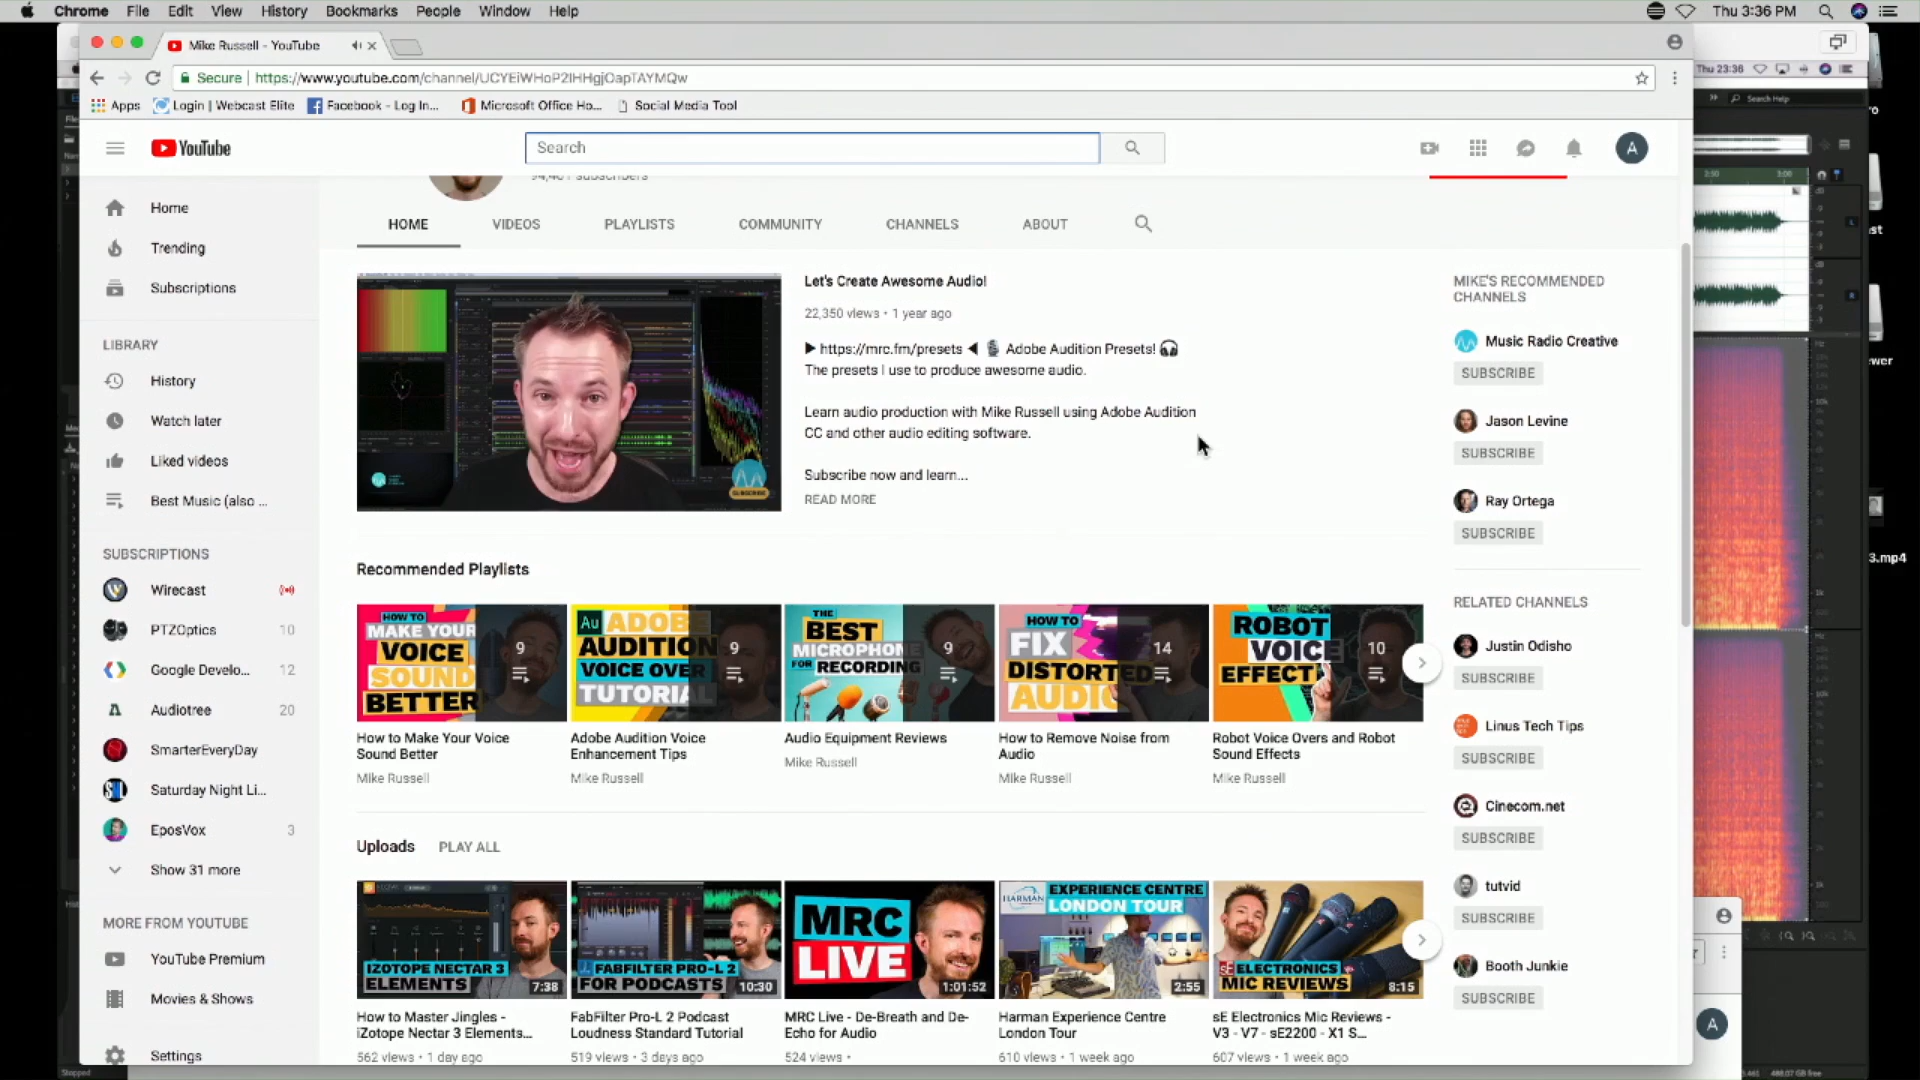 Chrome File Edit View History Bookmarks People Window Help Thu 3:36 PM
Mike Russell - YouTube
Secure https://www.youtube.com/channel/UCYEiWHoP2IHHgjOapTAYMQw
Thu 23:36
Apps Login | Webcast Elite Facebook - Log In... Microsoft Office Ho... Social Media Tool
Search Help
YouTube
Search
A
HOME VIDEOS PLAYLISTS COMMUNITY CHANNELS ABOUT
Home
Trending
Subscriptions
LIBRARY
History
Watch later
Liked videos
Best Music (also ...
SUBSCRIPTIONS
Wirecast
PTZOptics 10
Google Develo... 12
Audiotree 20
SmarterEveryDay
Saturday Night Li...
EposVox 3
Show 31 more
MORE FROM YOUTUBE
YouTube Premium
Movies & Shows
Settings
SUBSCRIBE
Let's Create Awesome Audio!
22,350 views • 1 year ago
▶ https://mrc.fm/presets ◀ 🎙 Adobe Audition Presets! 🎧
The presets I use to produce awesome audio.
Learn audio production with Mike Russell using Adobe Audition
CC and other audio editing software.
Subscribe now and learn...
READ MORE
Recommended Playlists
HOW TO
MAKE YOUR
VOICE
SOUND
BETTER
9
How to Make Your Voice
Sound Better
Mike Russell
Au ADOBE
AUDITION
VOICE OVER
TUTORIAL
9
Adobe Audition Voice
Enhancement Tips
Mike Russell
THE
BEST
MICROPHONE
FOR RECORDING
9
Audio Equipment Reviews
Mike Russell
HOW TO
FIX
DISTORTED
AUDIO
14
How to Remove Noise from
Audio
Mike Russell
ROBOT
VOICE
EFFECT
10
Robot Voice Overs and Robot
Sound Effects
Mike Russell
Uploads PLAY ALL
IZOTOPE NECTAR 3
ELEMENTS
7:38
How to Master Jingles -
iZotope Nectar 3 Elements...
562 views • 1 day ago
FABFILTER PRO-L 2
FOR PODCASTS
10:30
FabFilter Pro-L 2 Podcast
Loudness Standard Tutorial
519 views • 3 days ago
MRC
LIVE
1:01:52
MRC Live - De-Breath and De-
Echo for Audio
524 views •
HARMAN
EXPERIENCE CENTRE
LONDON TOUR
2:55
Harman Experience Centre
London Tour
610 views • 1 week ago
sE ELECTRONICS
MIC REVIEWS
8:15
sE Electronics Mic Reviews -
V3 - V7 - sE2200 - X1 S...
607 views • 1 week ago
MIKE'S RECOMMENDED
CHANNELS
Music Radio Creative
SUBSCRIBE
Jason Levine
SUBSCRIBE
Ray Ortega
SUBSCRIBE
RELATED CHANNELS
Justin Odisho
SUBSCRIBE
Linus Tech Tips
SUBSCRIBE
Cinecom.net
SUBSCRIBE
tutvid
SUBSCRIBE
Booth Junkie
SUBSCRIBE
2:50 3:00
3.mp4
A
Stopped